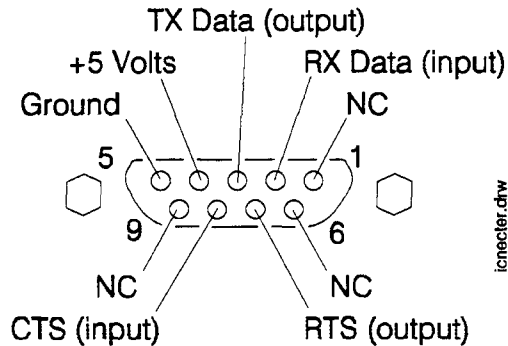 TX Data (output)
+5 Volts
RX Data (input)
Ground
NC
5
1
9
6
NC
NC
CTS (input)
RTS (output)
icnecter.drw